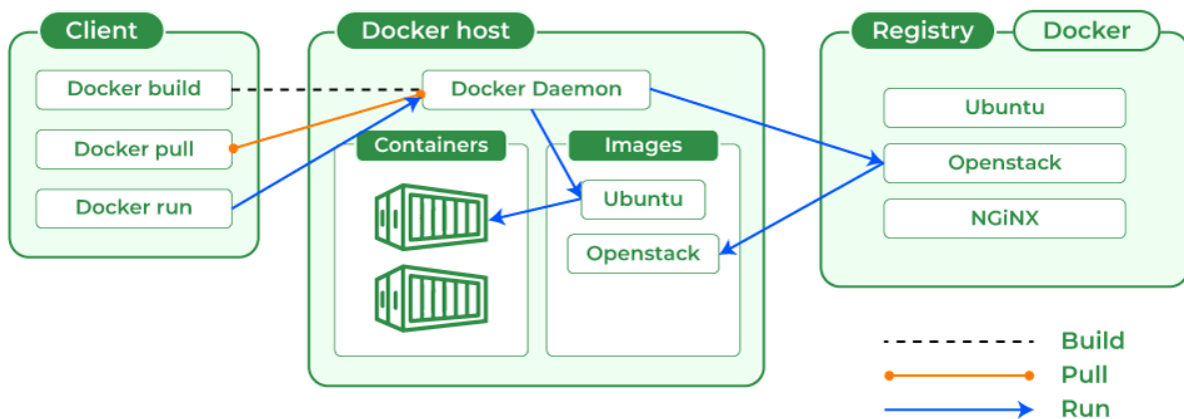 Client
Docker build
Docker pull
Docker run
Docker host
Docker Daemon
Containers
Images
Ubuntu
Openstack
Registry
Docker
Ubuntu
Openstack
NGiNX
Build
Pull
Run